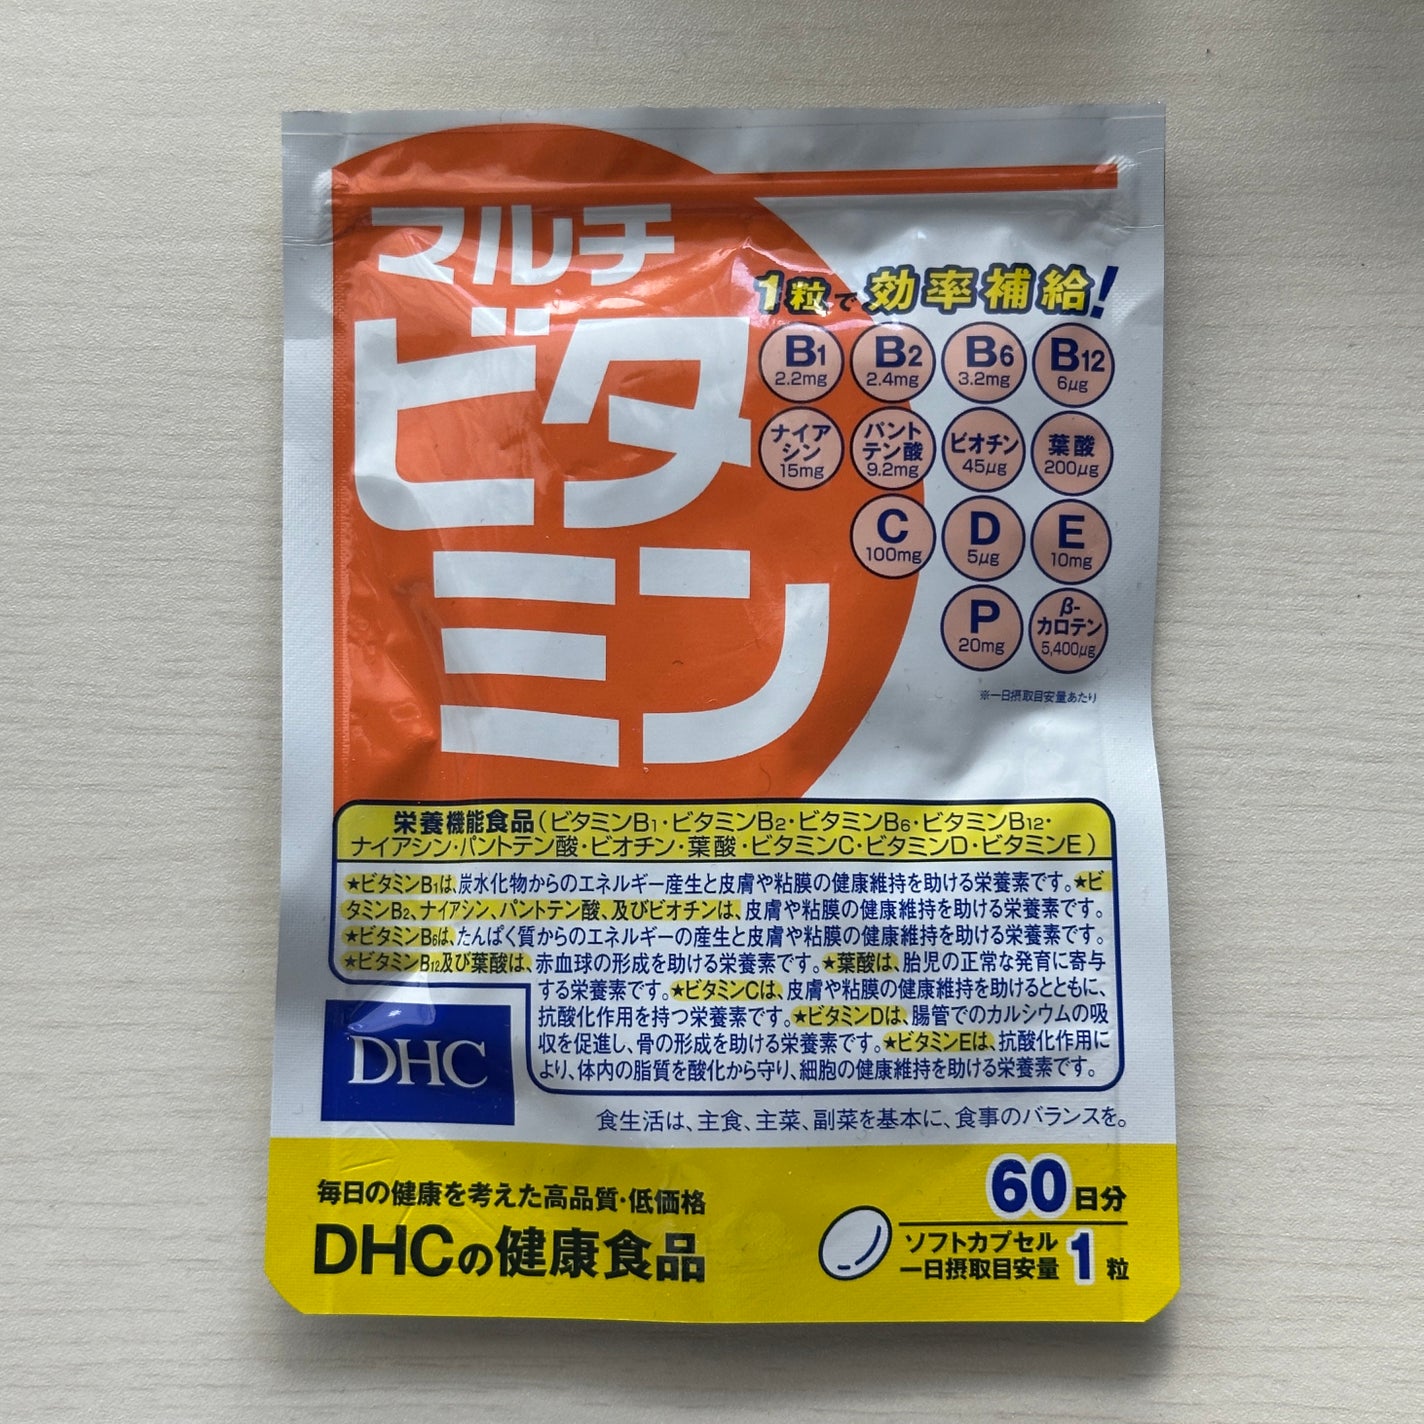 マルチ
ビタ
ミン
1粒で効率補給!
B1 B2 B6 B12
2.2mg 2.4mg 3.2mg 6μg
ナイア パント ビオチン 葉酸
シン テン酸
15mg 9.2mg 45μg 200μg
C D E
100mg 5μg 10mg
P β-
カロテン
20mg 5,400μg
※一日摂取目安量あたり
栄養機能食品(ビタミンB1・ビタミンB2・ビタミンB6・ビタミンB12・
ナイアシン・パントテン酸・ビオチン・葉酸・ビタミンC・ビタミンD・ビタミンE)
★ビタミンB1は、炭水化物からのエネルギー産生と皮膚や粘膜の健康維持を助ける栄養素です。★ビ
タミンB2、ナイアシン、パントテン酸、及びビオチンは、皮膚や粘膜の健康維持を助ける栄養素です。
★ビタミンB6は、たんぱく質からのエネルギーの産生と皮膚や粘膜の健康維持を助ける栄養素です。
★ビタミンB12及び葉酸は、赤血球の形成を助ける栄養素です。★葉酸は、胎児の正常な発育に寄与
する栄養素です。★ビタミンCは、皮膚や粘膜の健康維持を助けるとともに、
抗酸化作用を持つ栄養素です。★ビタミンDは、腸管でのカルシウムの吸
収を促進し、骨の形成を助ける栄養素です。★ビタミンEは、抗酸化作用に
より、体内の脂質を酸化から守り、細胞の健康維持を助ける栄養素です。
DHC
食生活は、主食、主菜、副菜を基本に、食事のバランスを。
毎日の健康を考えた高品質・低価格
DHCの健康食品
60日分
ソフトカプセル
一日摂取目安量 1粒